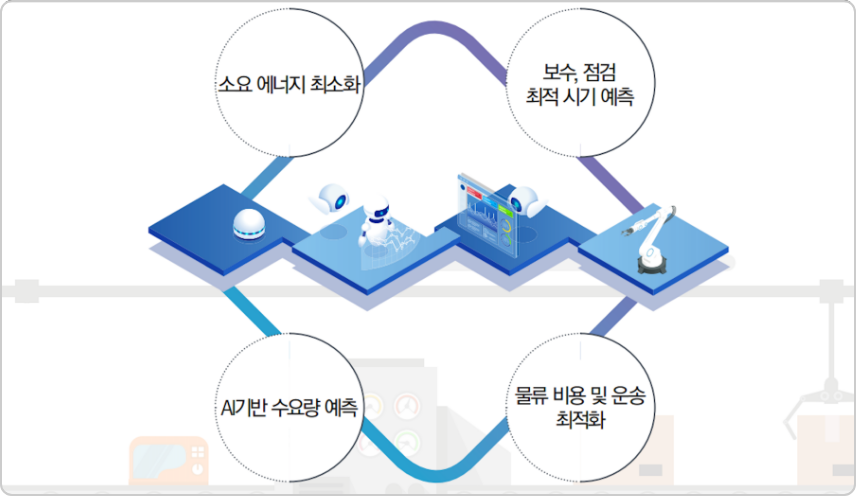 소요 에너지 최소화
보수, 점검
최적 시기 예측
AI기반 수요량 예측
물류 비용 및 운송
최적화